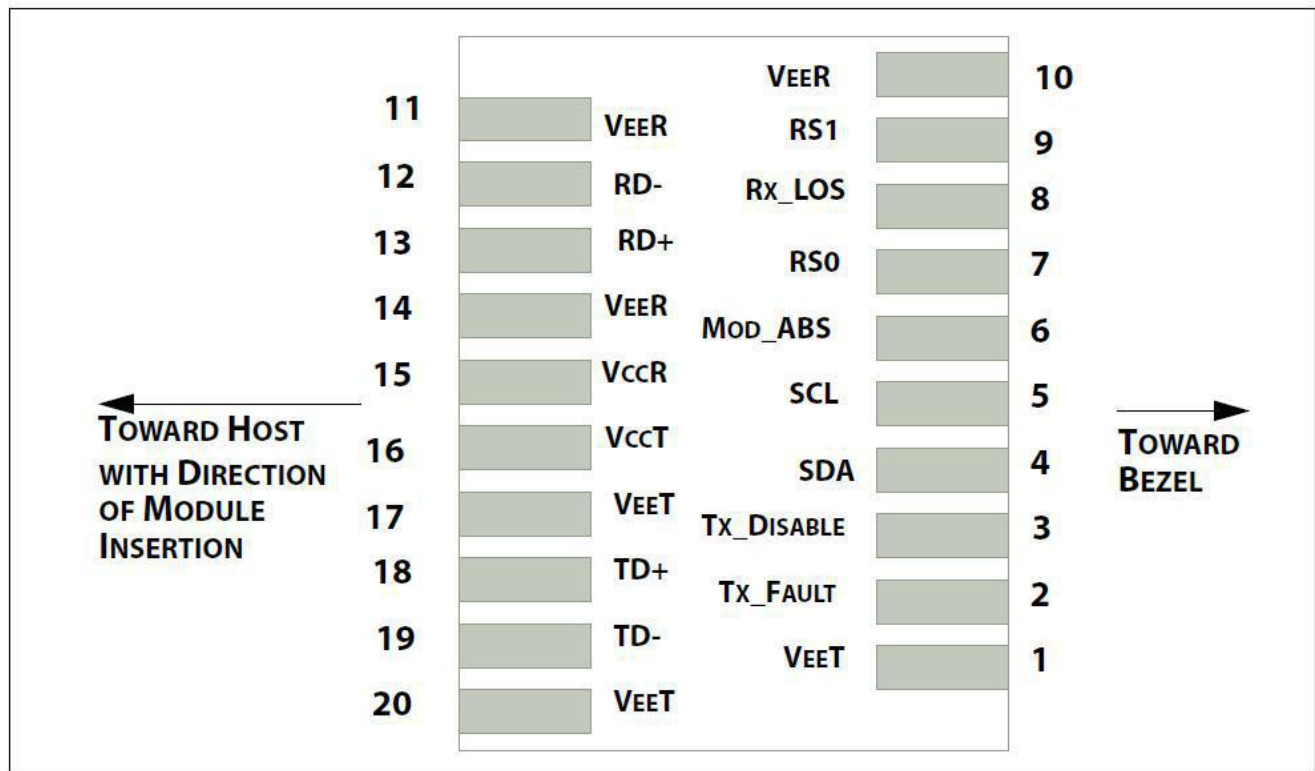 11
12
13
14
15
16
17
18
19
20
VEER
RD-
RD+
VEER
VCCR
VCCT
VEET
TD+
TD-
VEET
VEER
RS1
RX_LOS
RS0
MOD_ABS
SCL
SDA
TX_DISABLE
TX_FAULT
VEET
10
9
8
7
6
5
4
3
2
1
TOWARD HOST
WITH DIRECTION
OF MODULE
INSERTION
TOWARD
BEZEL